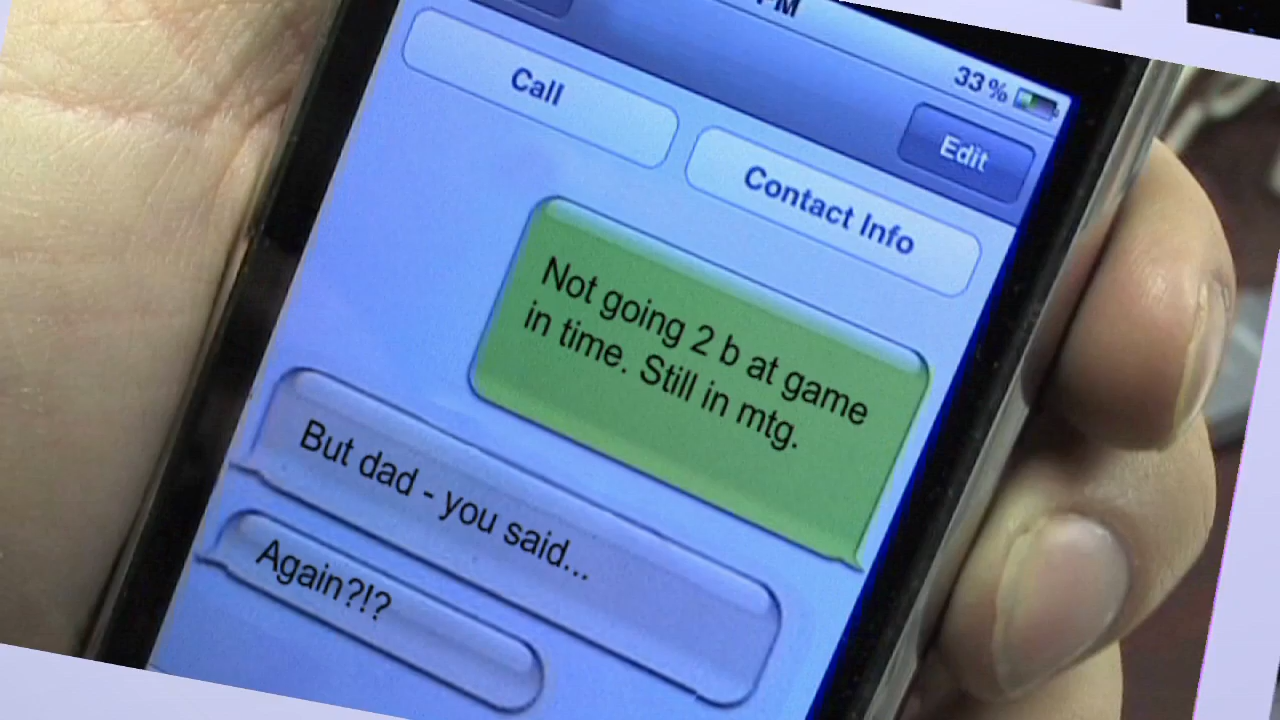 PM
33%
Edit
Call
Contact Info
Not going 2 b at game
in time. Still in mtg.
But dad - you said...
Again?!?